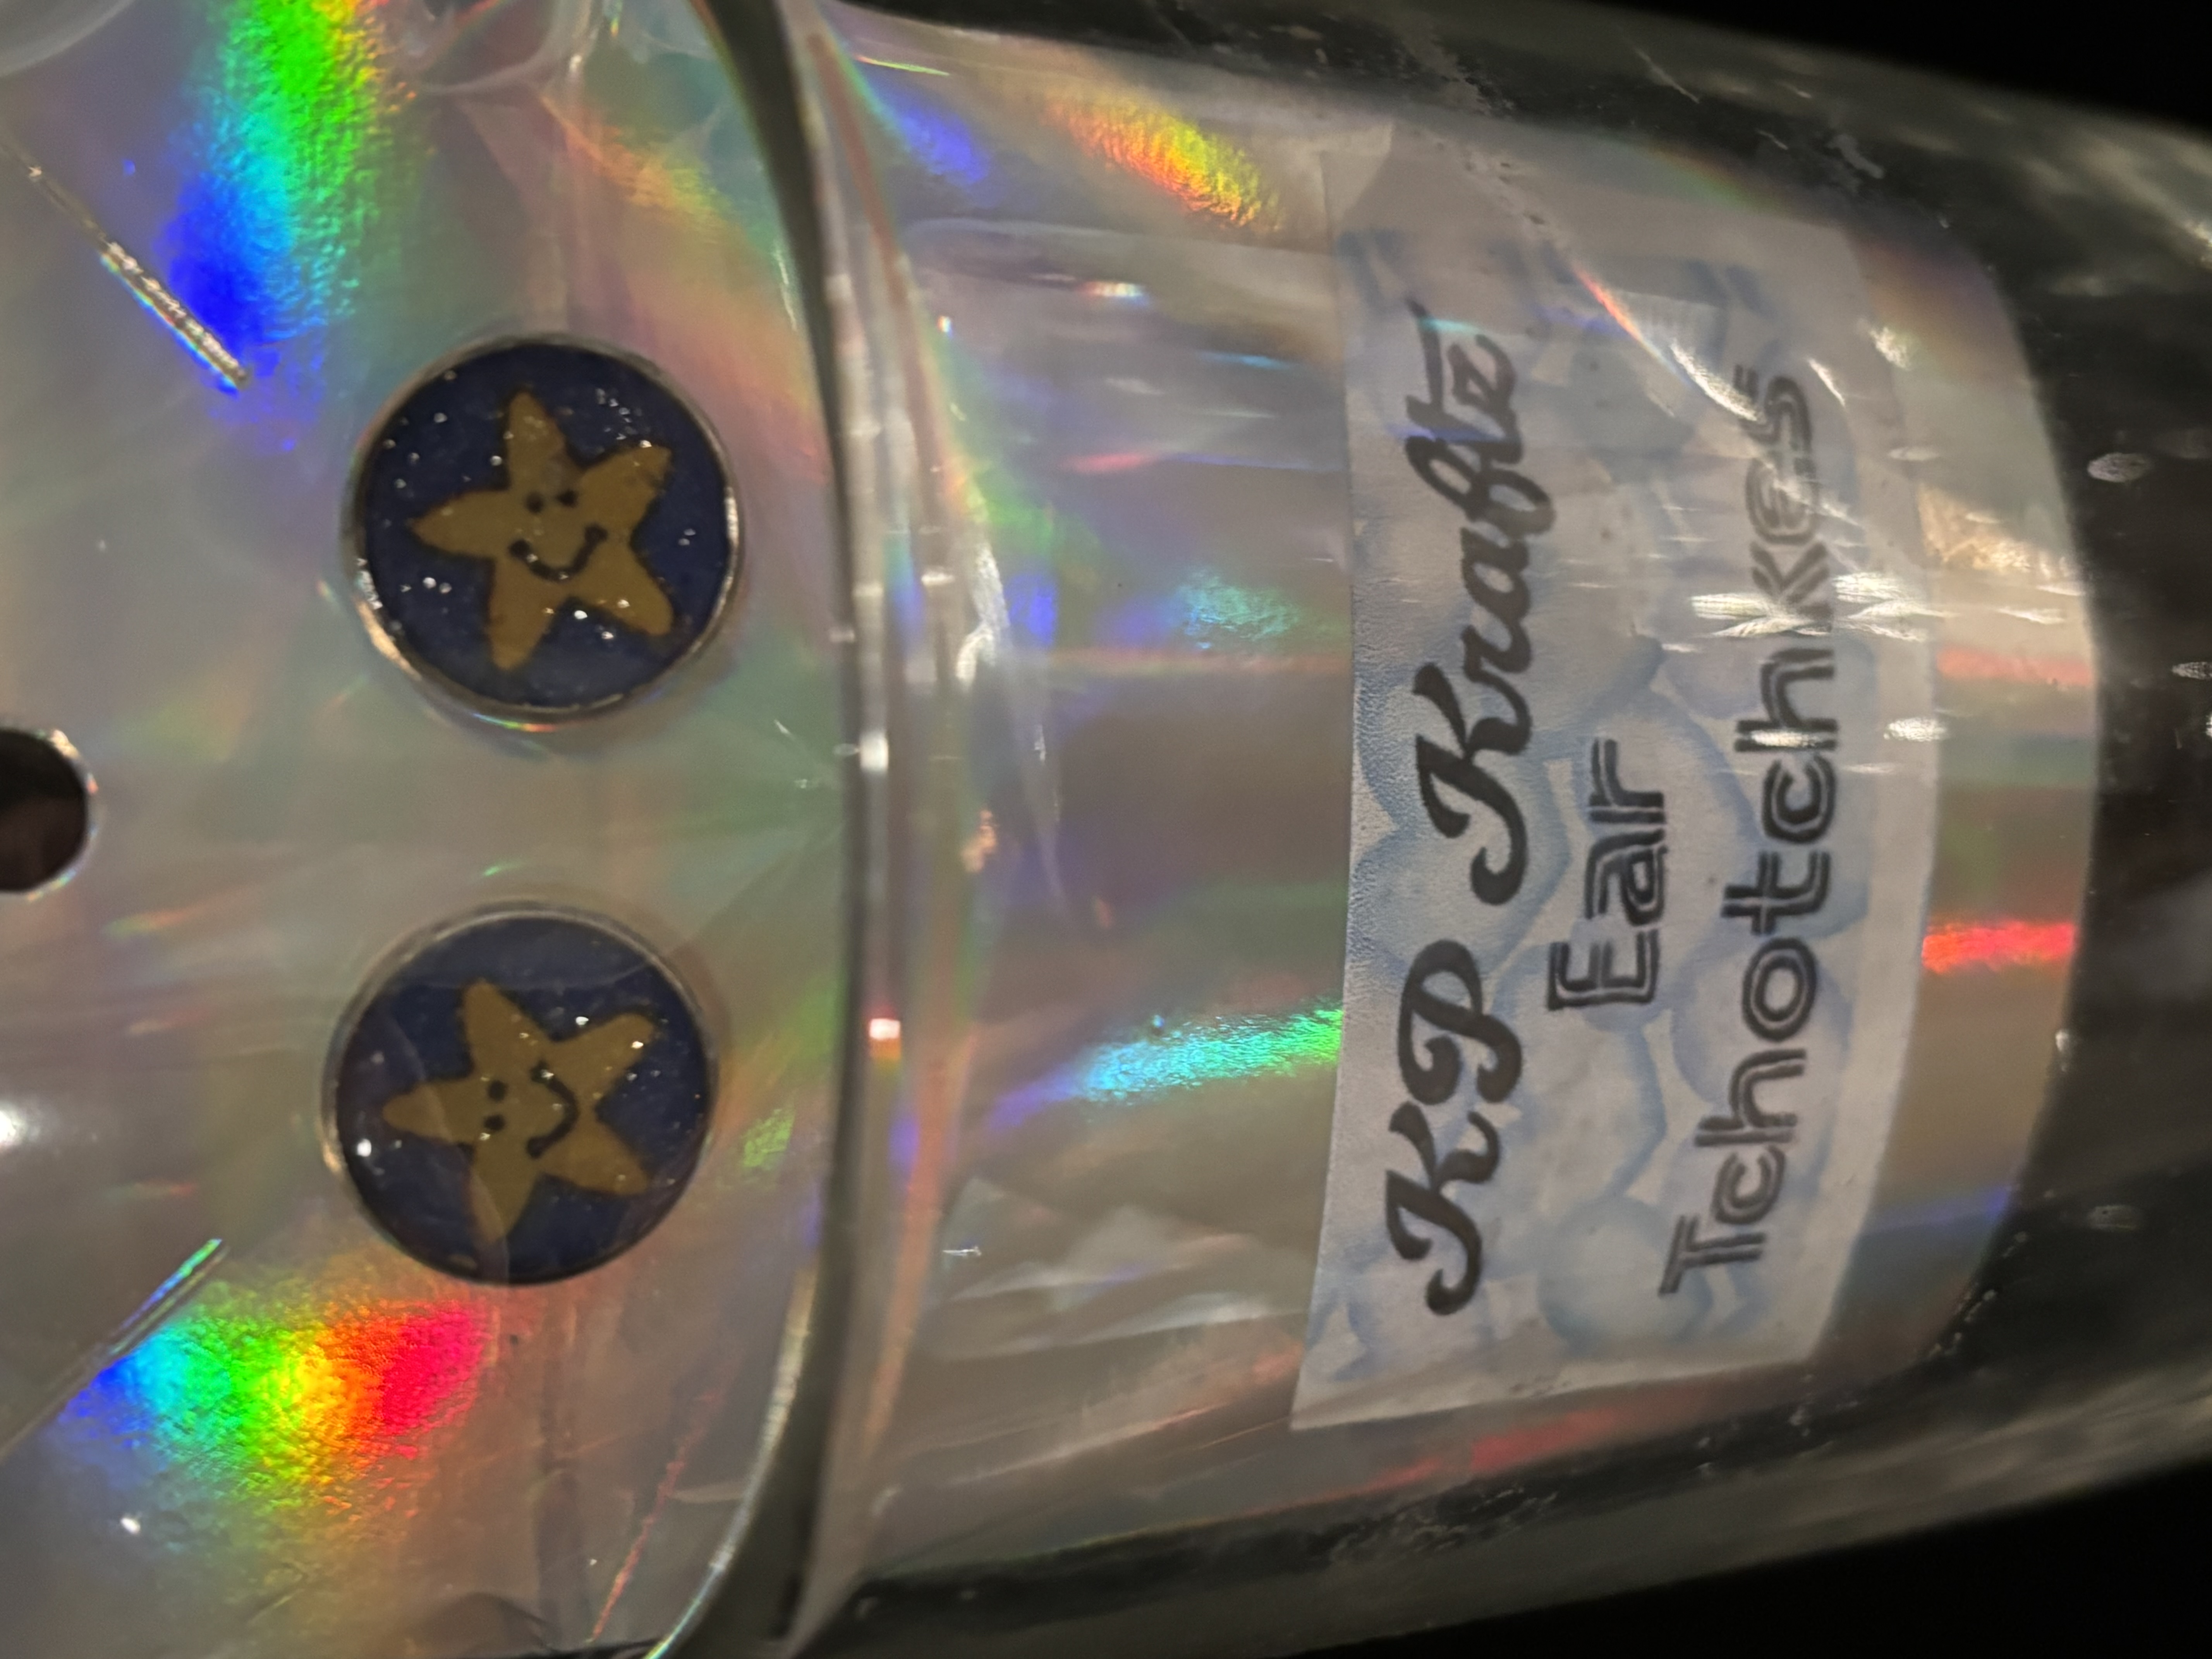 KP Kraftz
Ear
Tchotchkes